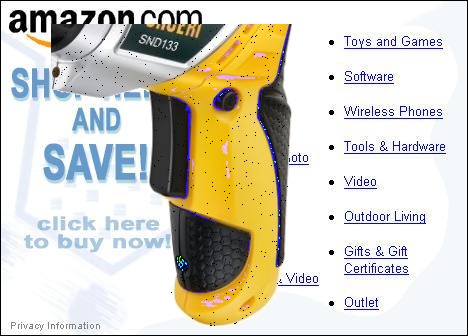 amazon.com
SND133
AND
SAVE!
click here
to buy now!
Privacy Information
Video
Toys and Games
Software
Wireless Phones
Tools & Hardware
Video
Outdoor Living
Gifts & Gift
Certificates
Outlet